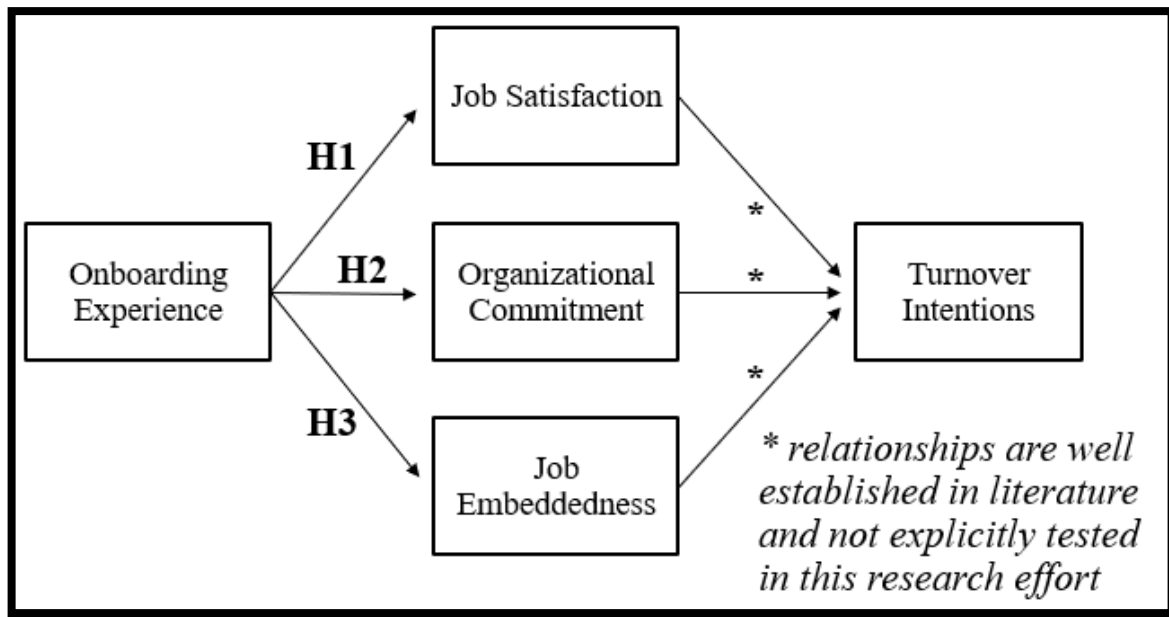 Job Satisfaction
H1
*
Onboarding
Experience
H2
Organizational
Commitment
*
Turnover
Intentions
H3
*
Job
Embeddedness
* relationships are well
established in literature
and not explicitly tested
in this research effort